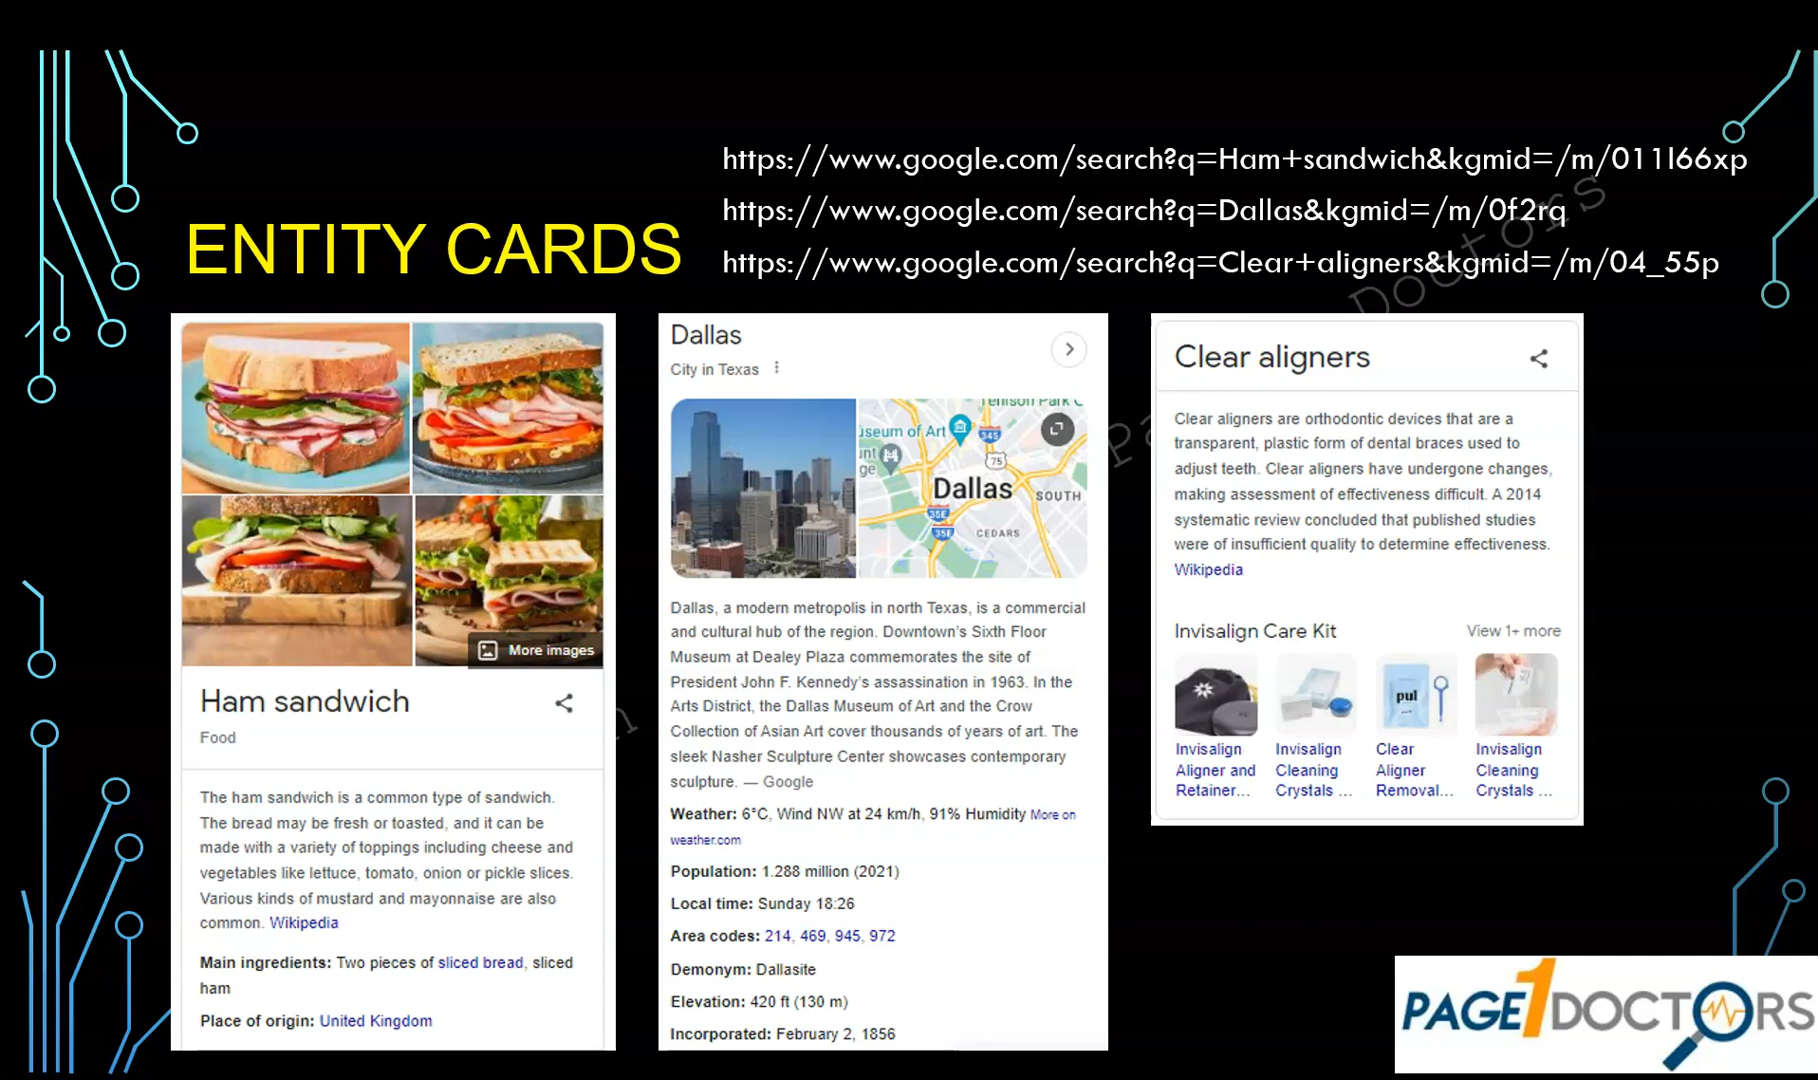 https://www.google.com/search?q=Ham+sandwich&kgmid=/m/011l66xp
https://www.google.com/search?q=Dallas&kgmid=/m/0f2rq
https://www.google.com/search?q=Clear+aligners&kgmid=/m/04_55p
ENTITY CARDS
Doctors
More images
Ham sandwich
Food
The ham sandwich is a common type of sandwich.
The bread may be fresh or toasted, and it can be
made with a variety of toppings including cheese and
vegetables like lettuce, tomato, onion or pickle slices.
Various kinds of mustard and mayonnaise are also
common. Wikipedia
Main ingredients: Two pieces of sliced bread, sliced
ham
Place of origin: United Kingdom
Dallas
City in Texas
Tenison Park
useum of Art
345
75
Dallas
SOUTH
35E
35E
CEDARS
Dallas, a modern metropolis in north Texas, is a commercial
and cultural hub of the region. Downtown's Sixth Floor
Museum at Dealey Plaza commemorates the site of
President John F. Kennedy's assassination in 1963. In the
Arts District, the Dallas Museum of Art and the Crow
Collection of Asian Art cover thousands of years of art. The
sleek Nasher Sculpture Center showcases contemporary
sculpture. — Google
Weather: 6°C, Wind NW at 24 km/h, 91% Humidity More on
weather.com
Population: 1.288 million (2021)
Local time: Sunday 18:26
Area codes: 214, 469, 945, 972
Demonym: Dallasite
Elevation: 420 ft (130 m)
Incorporated: February 2, 1856
Clear aligners
Clear aligners are orthodontic devices that are a
transparent, plastic form of dental braces used to
adjust teeth. Clear aligners have undergone changes,
making assessment of effectiveness difficult. A 2014
systematic review concluded that published studies
were of insufficient quality to determine effectiveness.
Wikipedia
Invisalign Care Kit
View 1+ more
pul
Invisalign Aligner and Retainer...
Invisalign Cleaning Crystals ...
Clear Aligner Removal...
Invisalign Cleaning Crystals ...
PAGE1DOCTORS